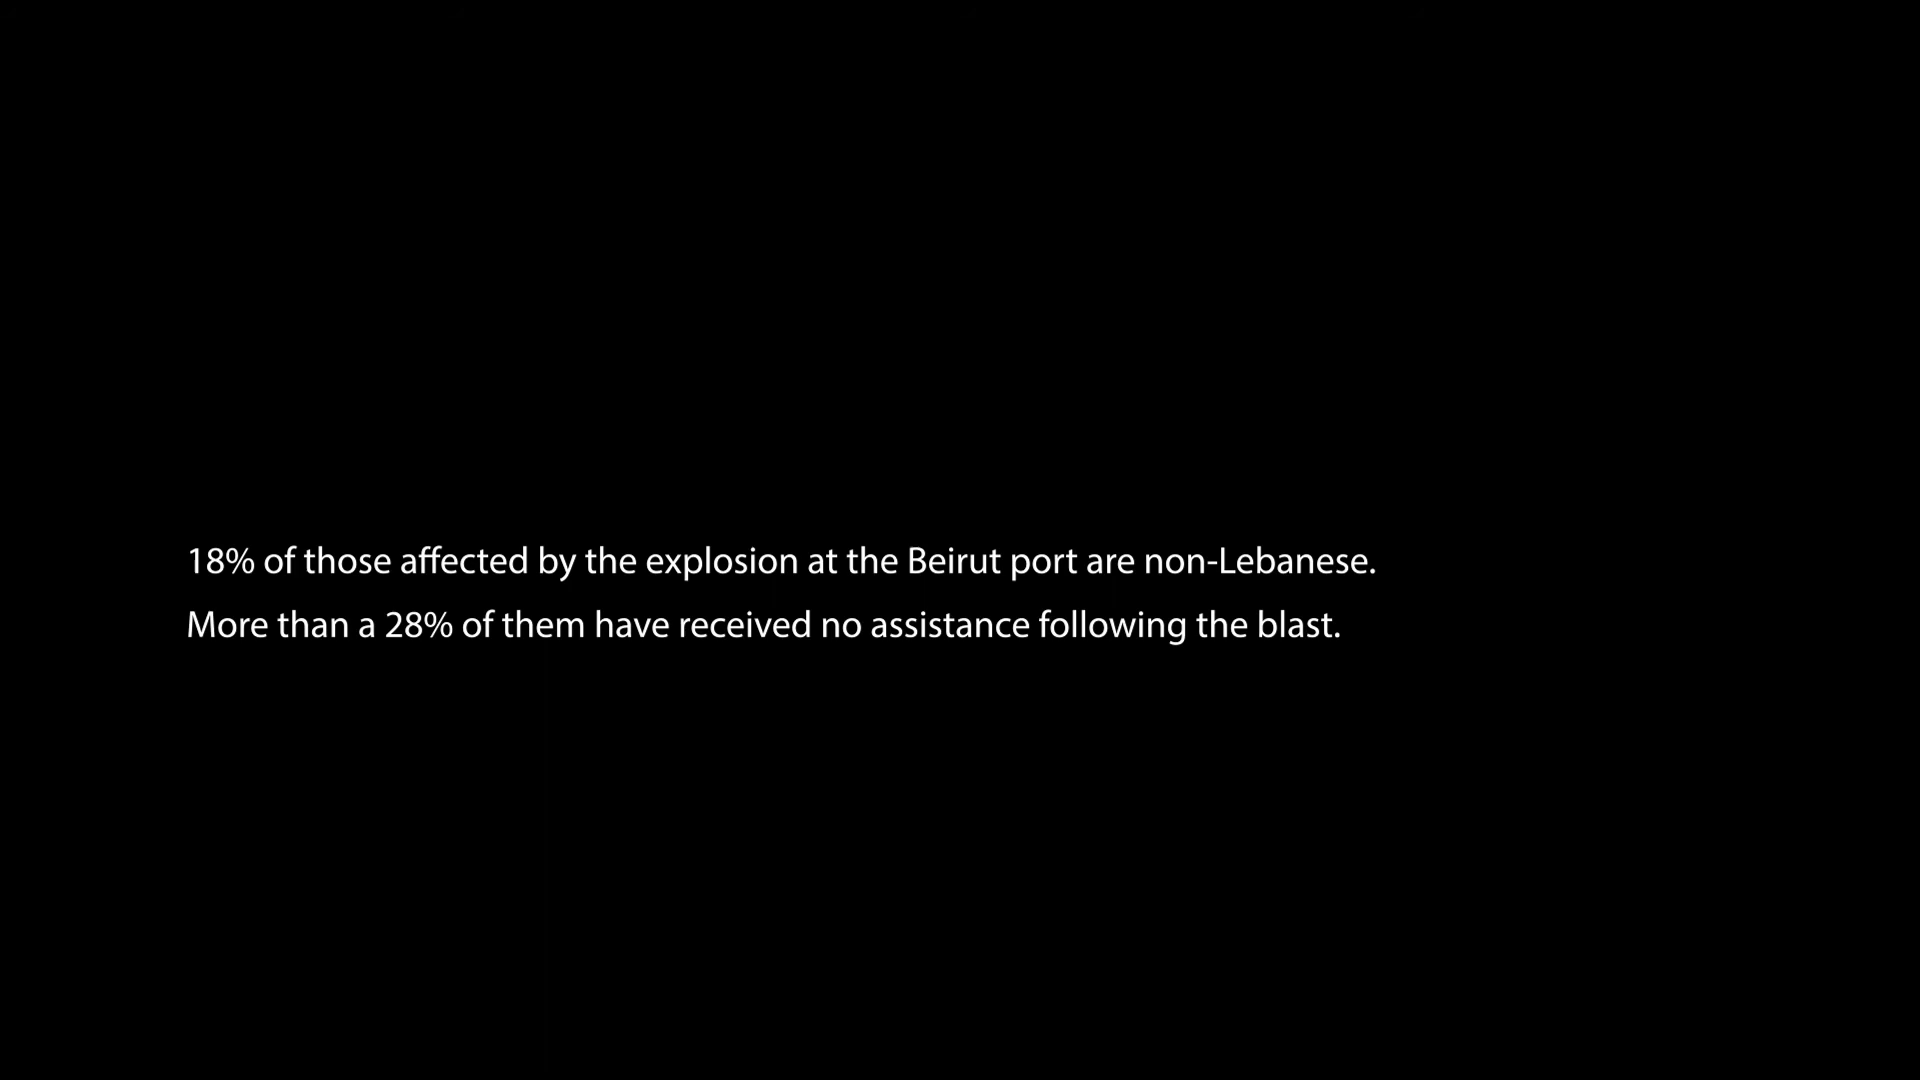 18% of those affected by the explosion at the Beirut port are non-Lebanese.
More than a 28% of them have received no assistance following the blast.